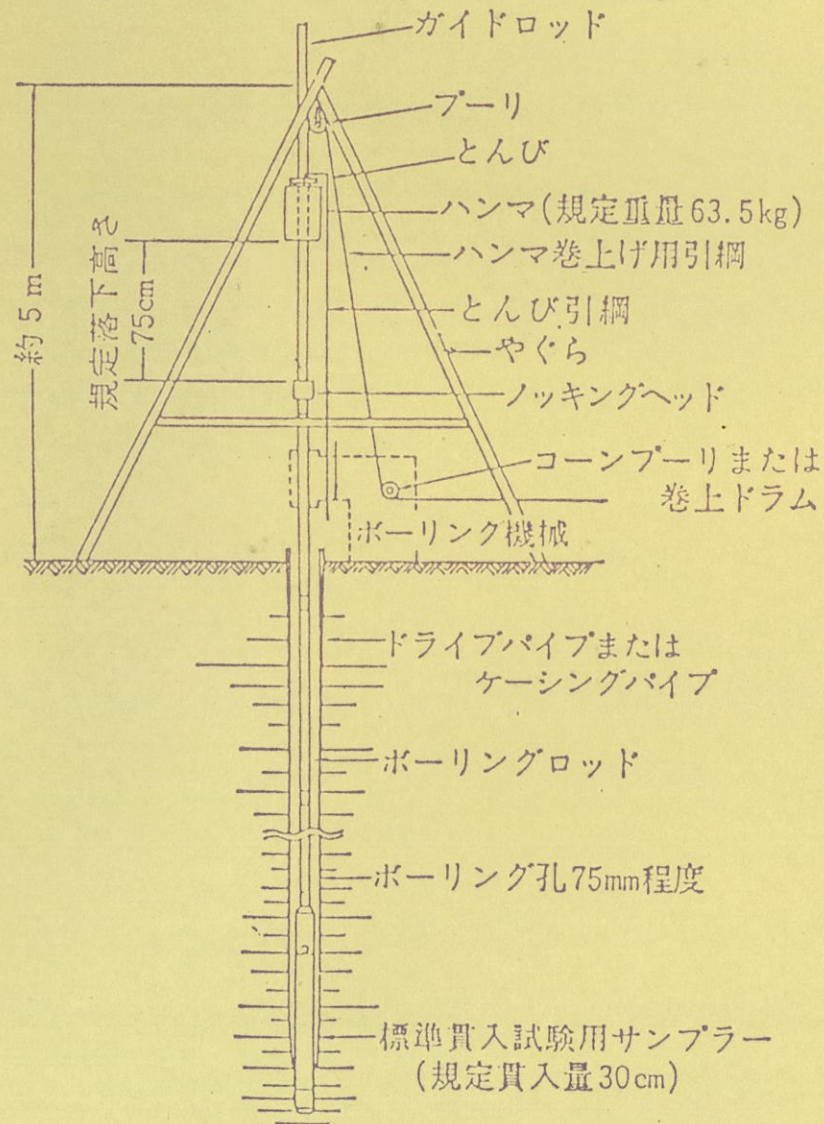 ガイドロッド
プーリ
とんび
ハンマ(規定重量63.5kg)
ハンマ巻上げ用引綱
とんび引綱
やぐら
ノッキングヘッド
コーンプーリまたは
巻上ドラム
ボーリング機械
約5m
規定落下高さ
75cm
ドライブパイプまたは
ケーシングパイプ
ボーリングロッド
ボーリング孔75mm程度
標準貫入試験用サンプラー
(規定貫入量30cm)